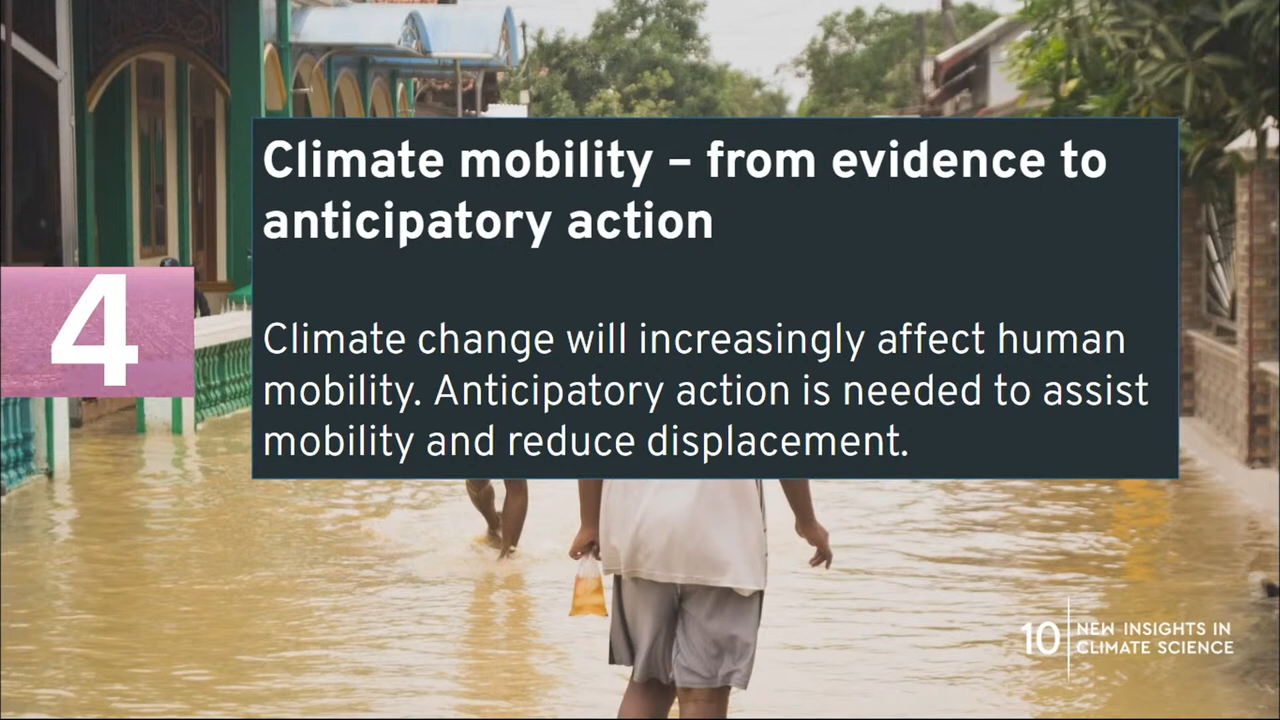 Climate mobility – from evidence to
anticipatory action
4
Climate change will increasingly affect human
mobility. Anticipatory action is needed to assist
mobility and reduce displacement.
10 NEW INSIGHTS IN
CLIMATE SCIENCE